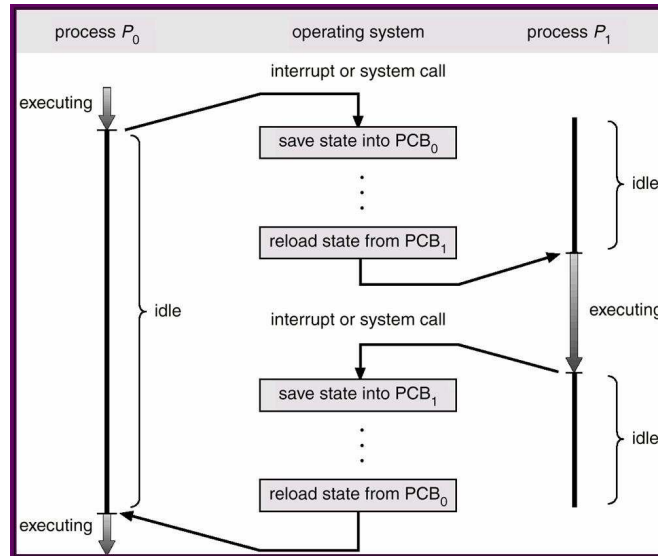 process P0 operating system process P1
interrupt or system call
executing
save state into PCB0
idle
reload state from PCB1
idle
executing
interrupt or system call
save state into PCB1
idle
reload state from PCB0
executing